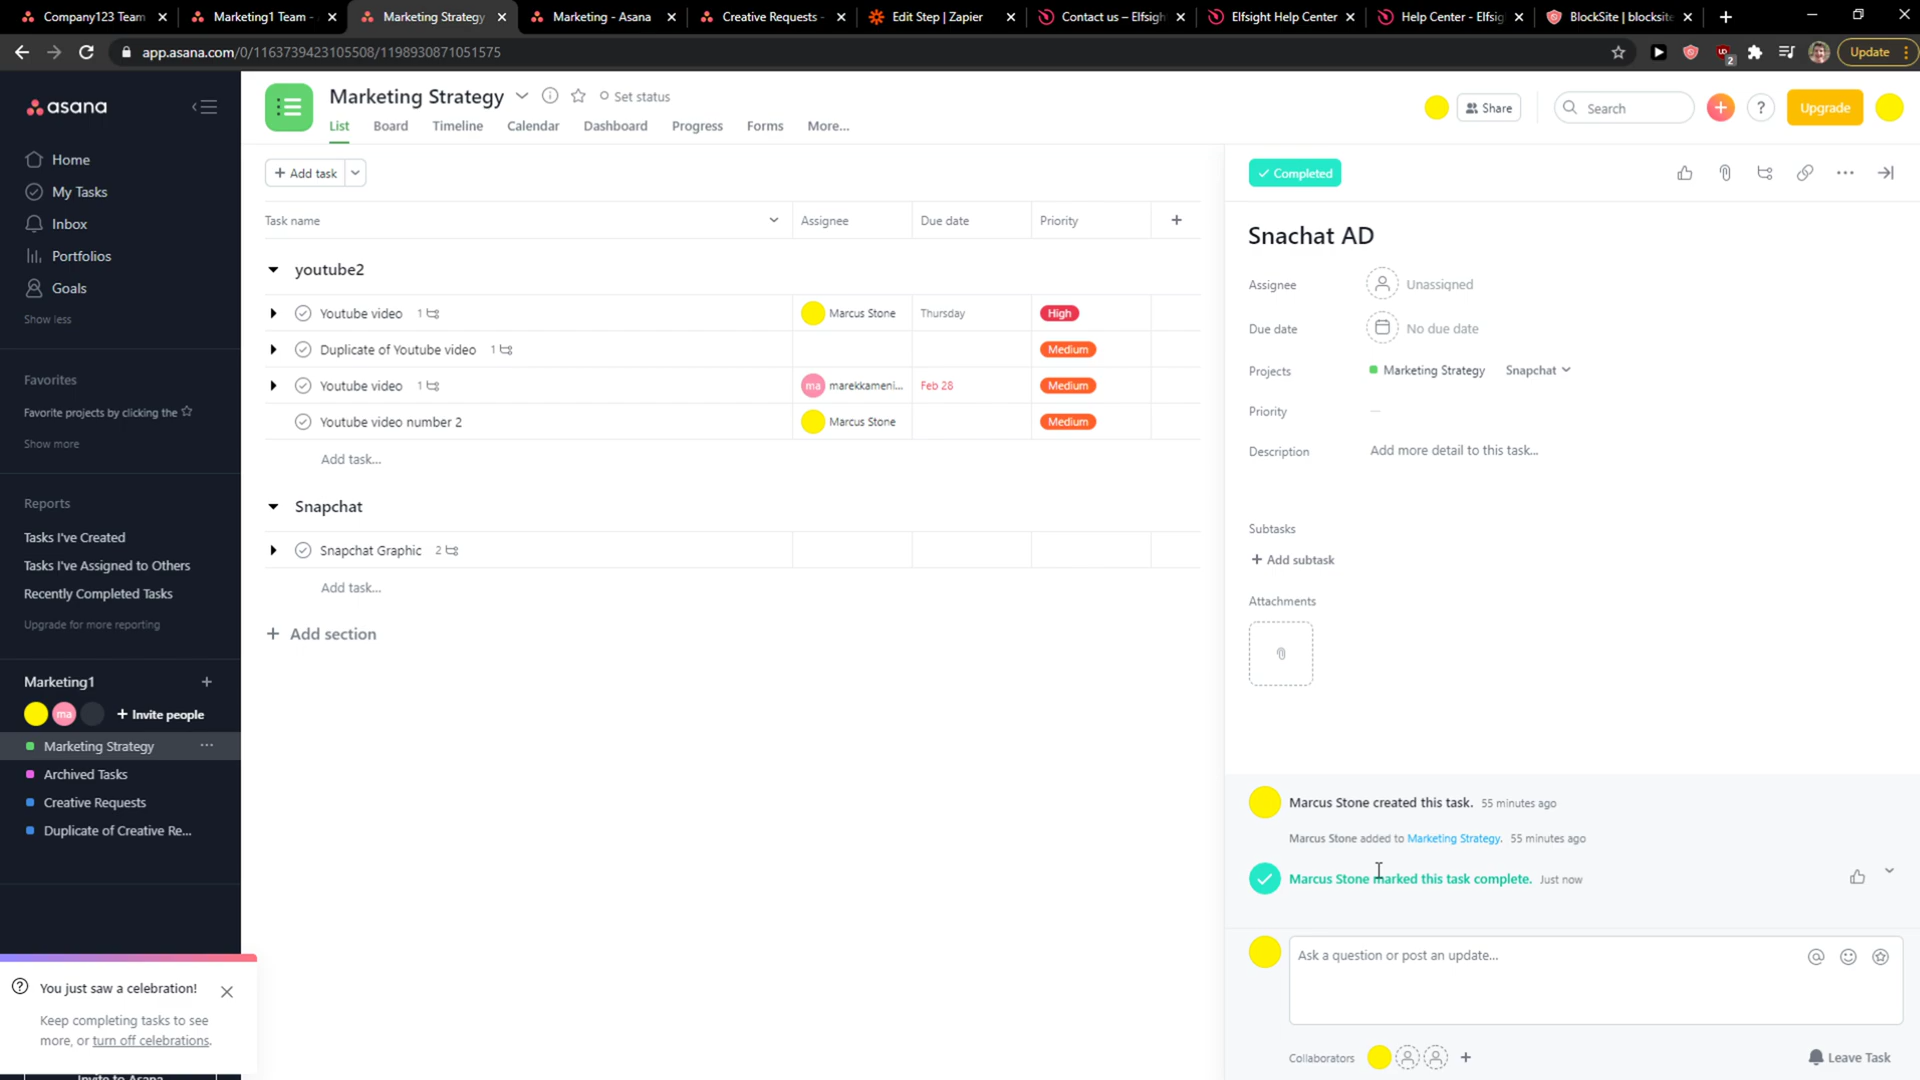 Company123 Team
Marketing1 Team -
Marketing Strategy
Marketing - Asana
Creative Requests -
Edit Step | Zapier
Contact us – Elfsigh
Elfsight Help Center
Help Center - Elfsig
BlockSite | blocksite
app.asana.com/0/1163739423105508/1198930871051575
2
Update
asana
Home
My Tasks
Inbox
Portfolios
Goals
Show less
Favorites
Favorite projects by clicking the
Show more
Reports
Tasks I've Created
Tasks I've Assigned to Others
Recently Completed Tasks
Upgrade for more reporting
Marketing1
ma
Invite people
Marketing Strategy
Archived Tasks
Creative Requests
Duplicate of Creative Re...
You just saw a celebration!
Keep completing tasks to see
more, or turn off celebrations.
Invite to Asana
Marketing Strategy
Set status
List Board Timeline Calendar Dashboard Progress Forms More...
Share
Search
?
Upgrade
+ Add task
Task name Assignee Due date Priority
youtube2
Youtube video 1 Marcus Stone Thursday High
Duplicate of Youtube video 1 Medium
Youtube video 1 ma marekkameni... Feb 28 Medium
Youtube video number 2 Marcus Stone Medium
Add task...
Snapchat
Snapchat Graphic 2
Add task...
+ Add section
Completed
Snachat AD
Assignee Unassigned
Due date No due date
Projects Marketing Strategy Snapchat
Priority —
Description Add more detail to this task...
Subtasks
+ Add subtask
Attachments
Marcus Stone created this task. 55 minutes ago
Marcus Stone added to Marketing Strategy. 55 minutes ago
Marcus Stone marked this task complete. Just now
Ask a question or post an update...
Collaborators
Leave Task